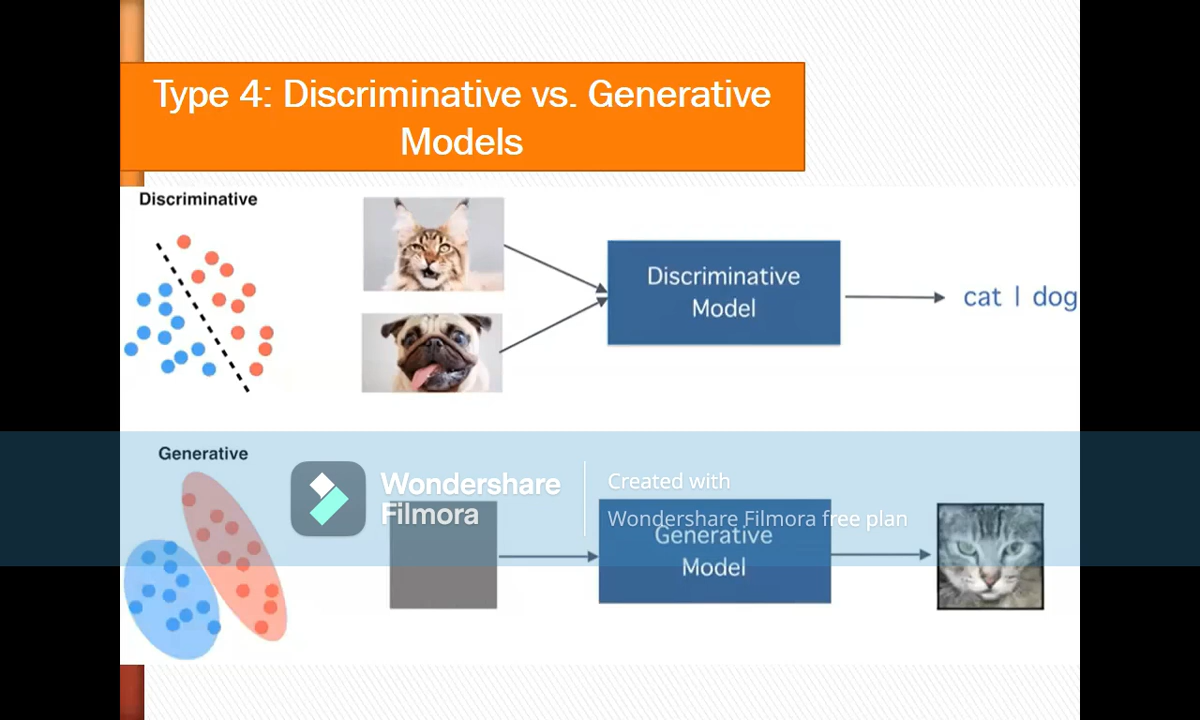 Type 4: Discriminative vs. Generative
Models
Discriminative
Discriminative
Model
cat | dog
Generative
Wondershare
Filmora
Created with
Wondershare Filmora free plan
Generative
Model